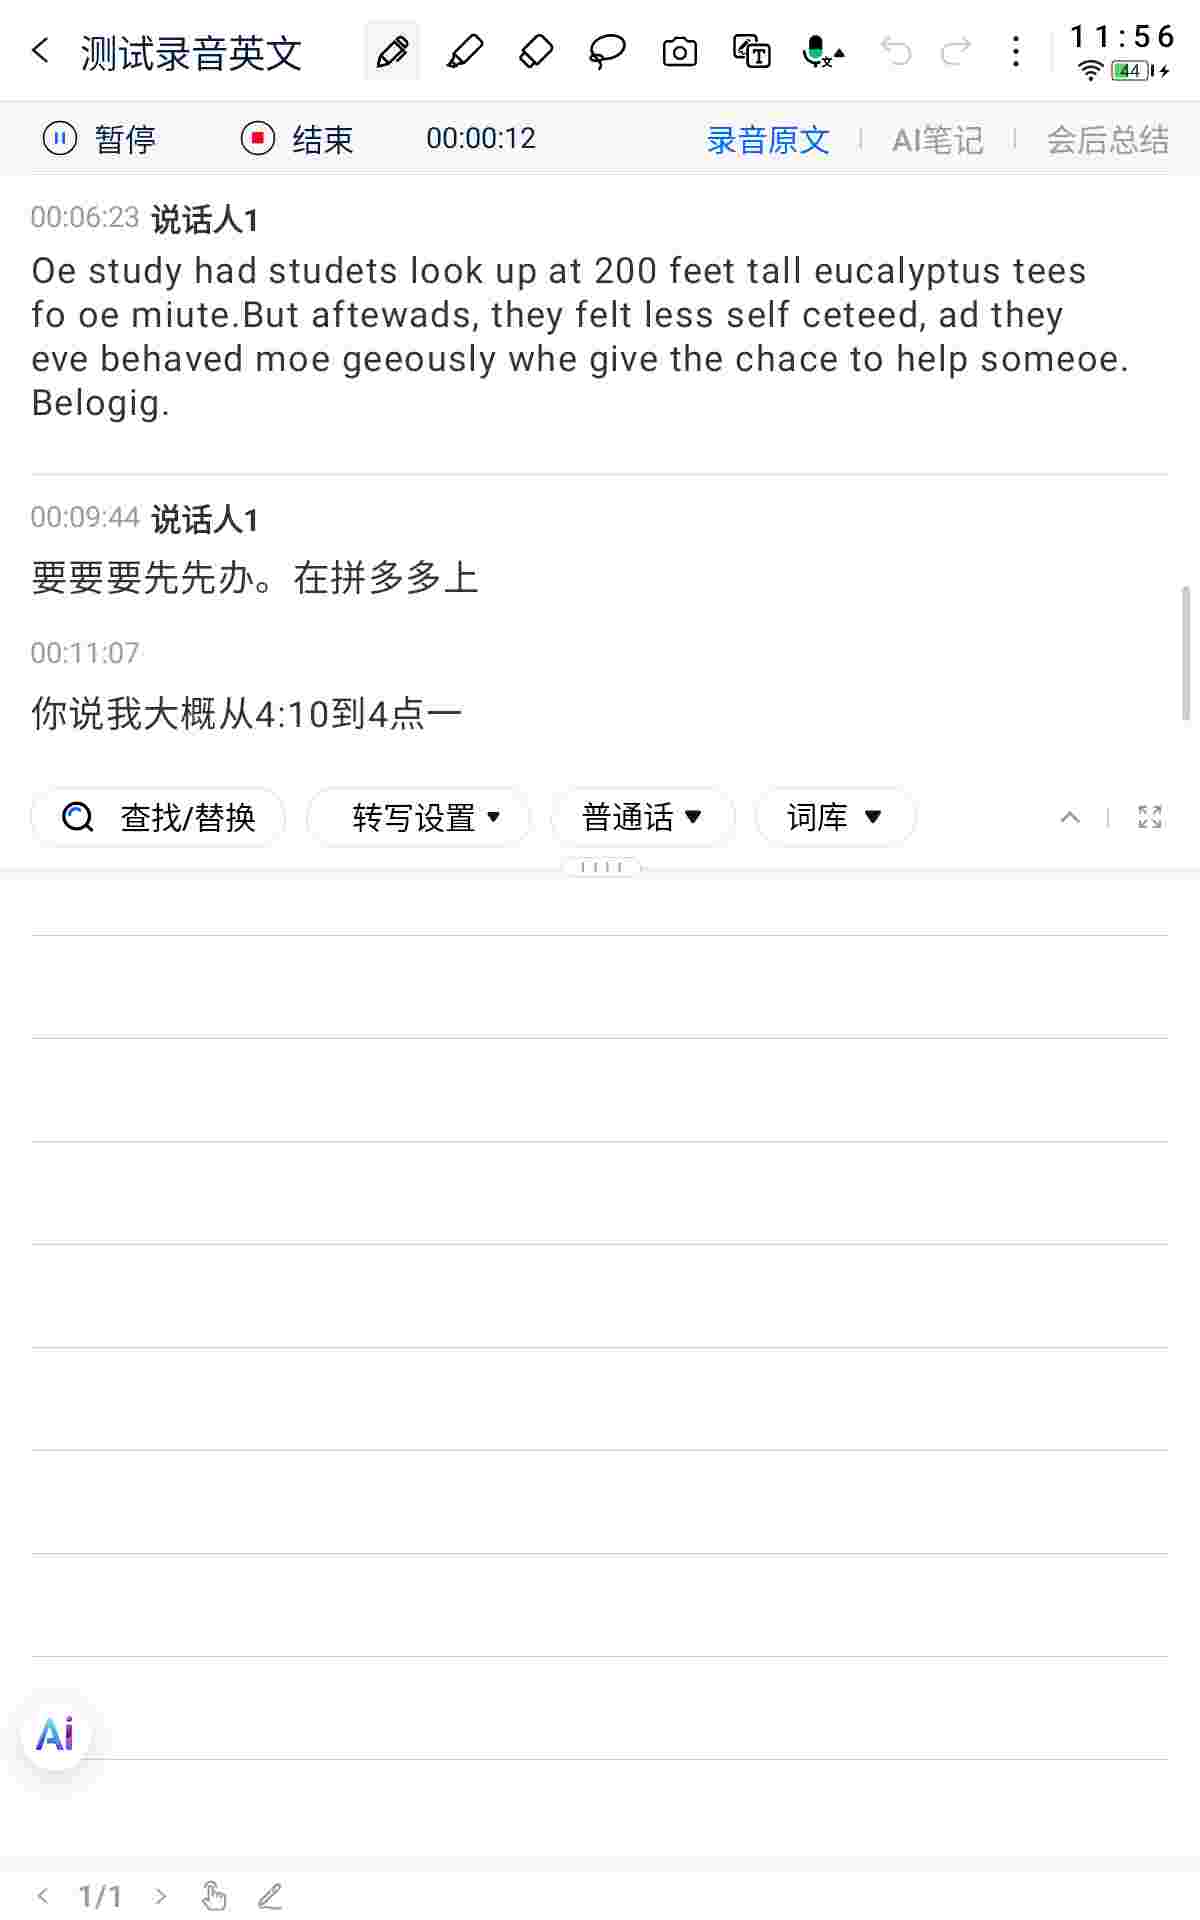 测试录音英文
11:56
44
暂停 结束 00:00:12 录音原文 AI笔记 会后总结
00:06:23 说话人1
Oe study had studets look up at 200 feet tall eucalyptus tees
fo oe miute.But aftewads, they felt less self ceteed, ad they
eve behaved moe geeously whe give the chace to help someoe.
Belogig.
00:09:44 说话人1
要要要先先办。在拼多多上
00:11:07
你说我大概从4:10到4点一
查找/替换 转写设置 普通话 词库
Ai
1/1